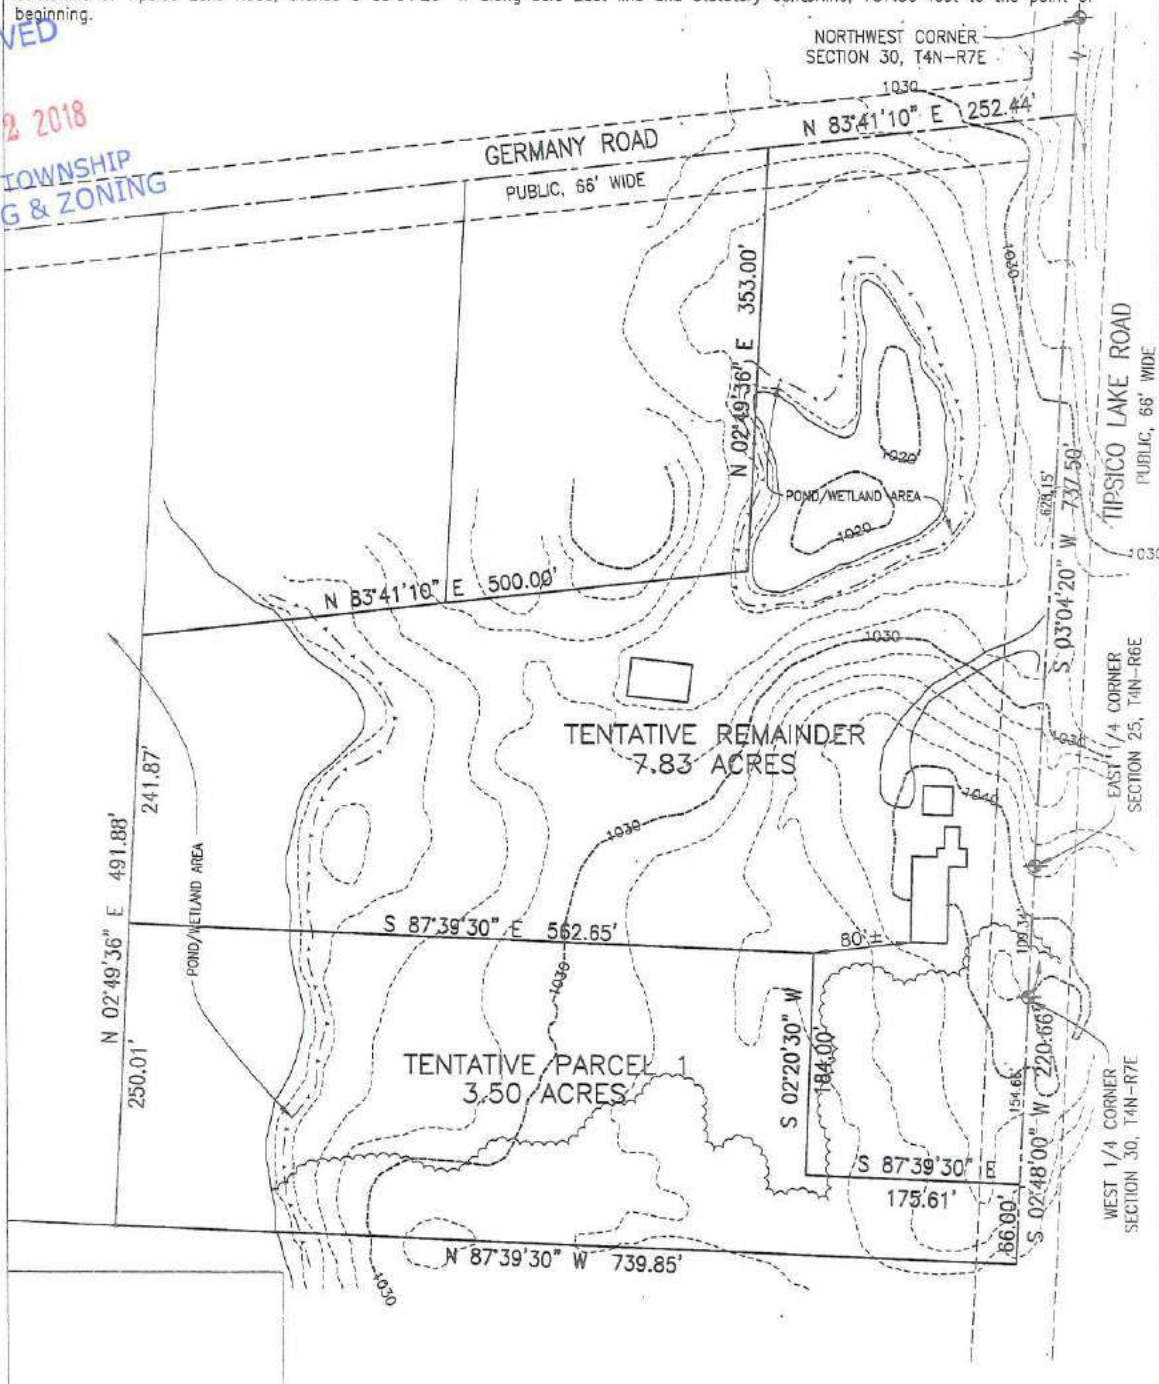 beginning.
VED
2 2018
TOWNSHIP
G & ZONING
NORTHWEST CORNER
SECTION 30, T4N-R7E
1030
N 83°41'10" E 252.44'
GERMANY ROAD
PUBLIC, 66' WIDE
1030
N 02°49'36" E 353.00'
TIPSICO LAKE ROAD
PUBLIC, 66' WIDE
1020
POND/WETLAND AREA
1020
628.15'
S 03°04'20" W 737.50'
1030
N 83°41'10" E 500.00'
1030
TENTATIVE REMAINDER
7.83 ACRES
1030
EAST 1/4 CORNER
SECTION 25, T4N-R6E
1040
241.87'
1030
N 02°49'36" E 491.88'
POND/WETLAND AREA
S 87°39'30" E 562.65'
80'±
109.34'
1030
S 02°20'30" W
184.00'
TENTATIVE PARCEL 1
3.50 ACRES
250.01'
154.66'
S 02°48'00" W 220.66'
WEST 1/4 CORNER
SECTION 30, T4N-R7E
S 87°39'30" E
175.61'
66.00'
N 87°39'30" W 739.85'
1030